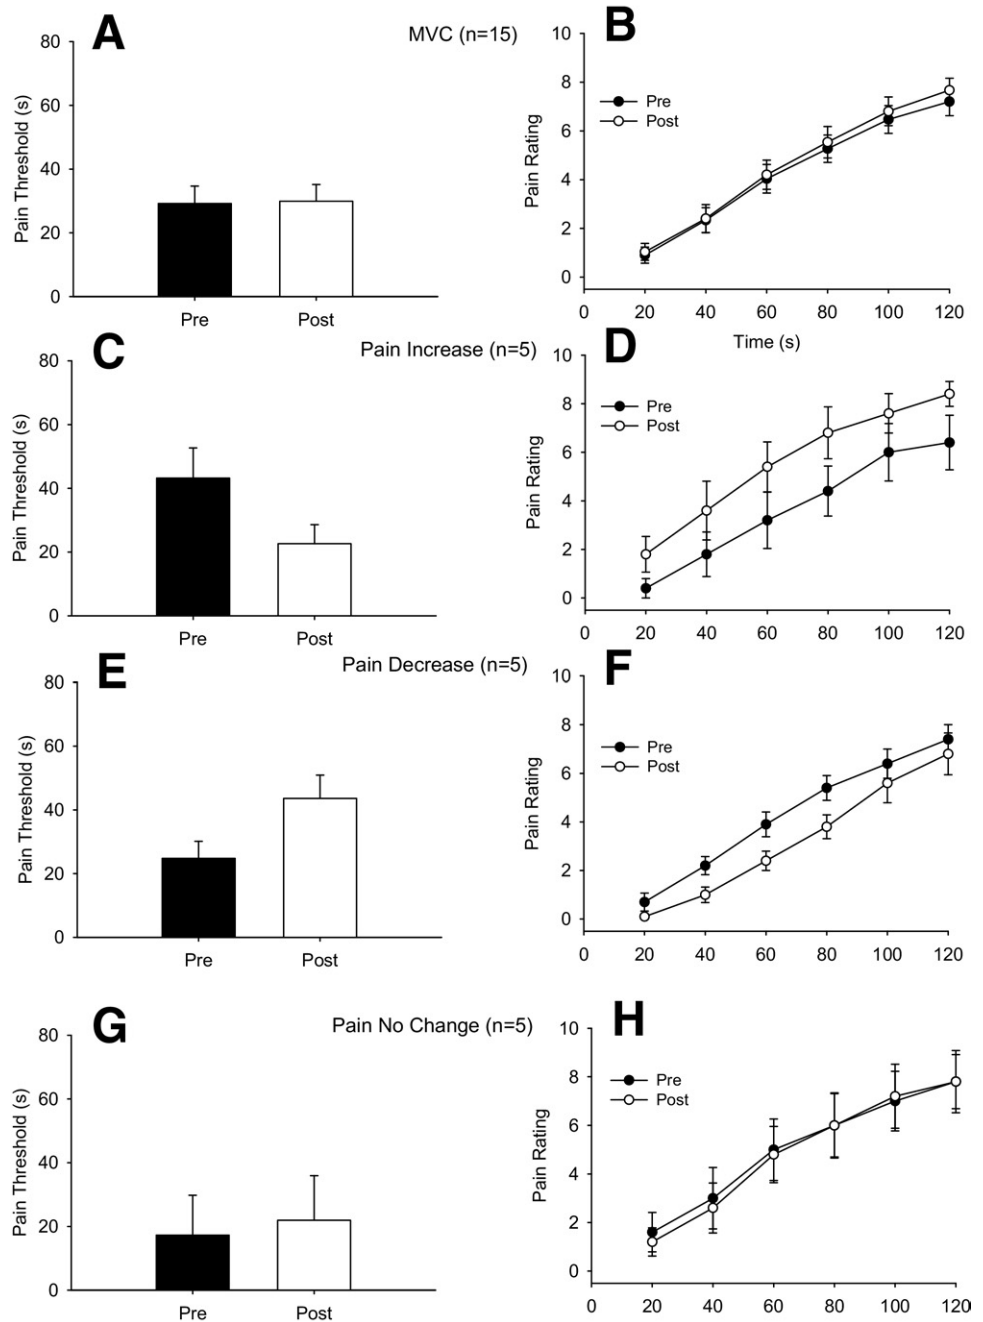 A
MVC (n=15)
80
60
40
20
0
Pain Threshold (s)
Pre
Post
B
10
8
6
4
2
0
Pain Rating
Pre
Post
0
20
40
60
80
100
120
Time (s)
C
Pain Increase (n=5)
80
60
40
20
0
Pain Threshold (s)
Pre
Post
D
10
8
6
4
2
0
Pain Rating
Pre
Post
0
20
40
60
80
100
120
E
Pain Decrease (n=5)
80
60
40
20
0
Pain Threshold (s)
Pre
Post
F
10
8
6
4
2
0
Pain Rating
Pre
Post
0
20
40
60
80
100
120
G
Pain No Change (n=5)
80
60
40
20
0
Pain Threshold (s)
Pre
Post
H
10
8
6
4
2
0
Pain Rating
Pre
Post
0
20
40
60
80
100
120